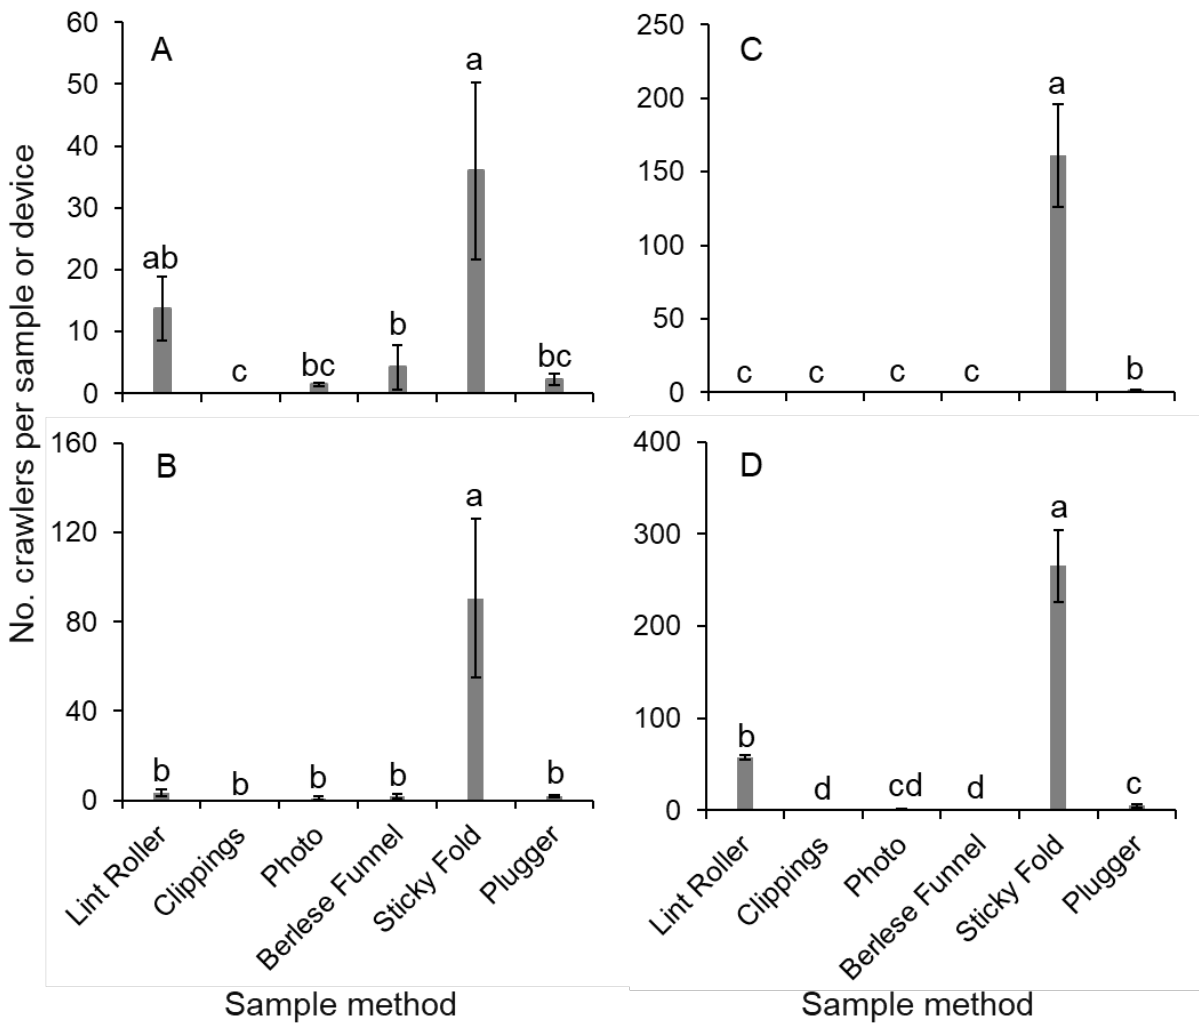 No. crawlers per sample or device
A
60
50
40
30
20
10
0
ab
c
bc
b
a
bc
C
250
200
150
100
50
0
c
c
c
c
a
b
B
160
120
80
40
0
b
b
b
b
a
b
Lint Roller
Clippings
Photo
Berlese Funnel
Sticky Fold
Plugger
Sample method
D
400
300
200
100
0
b
d
cd
d
a
c
Lint Roller
Clippings
Photo
Berlese Funnel
Sticky Fold
Plugger
Sample method